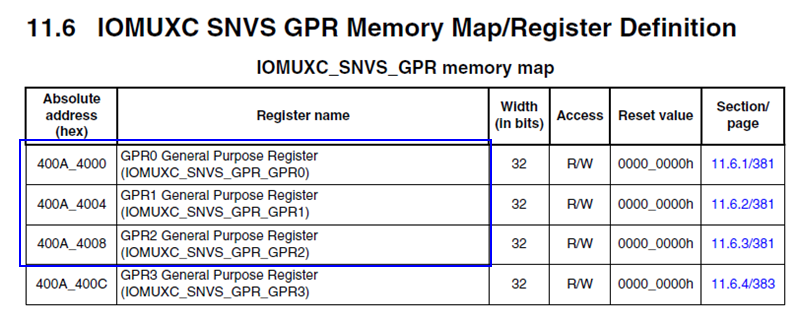 11.6 IOMUXC SNVS GPR Memory Map/Register Definition
IOMUXC_SNVS_GPR memory map
Absolute address (hex) Register name Width (in bits) Access Reset value Section/ page
400A_4000 GPR0 General Purpose Register (IOMUXC_SNVS_GPR_GPR0) 32 R/W 0000_0000h 11.6.1/381
400A_4004 GPR1 General Purpose Register (IOMUXC_SNVS_GPR_GPR1) 32 R/W 0000_0000h 11.6.2/381
400A_4008 GPR2 General Purpose Register (IOMUXC_SNVS_GPR_GPR2) 32 R/W 0000_0000h 11.6.3/381
400A_400C GPR3 General Purpose Register (IOMUXC_SNVS_GPR_GPR3) 32 R/W 0000_0000h 11.6.4/383